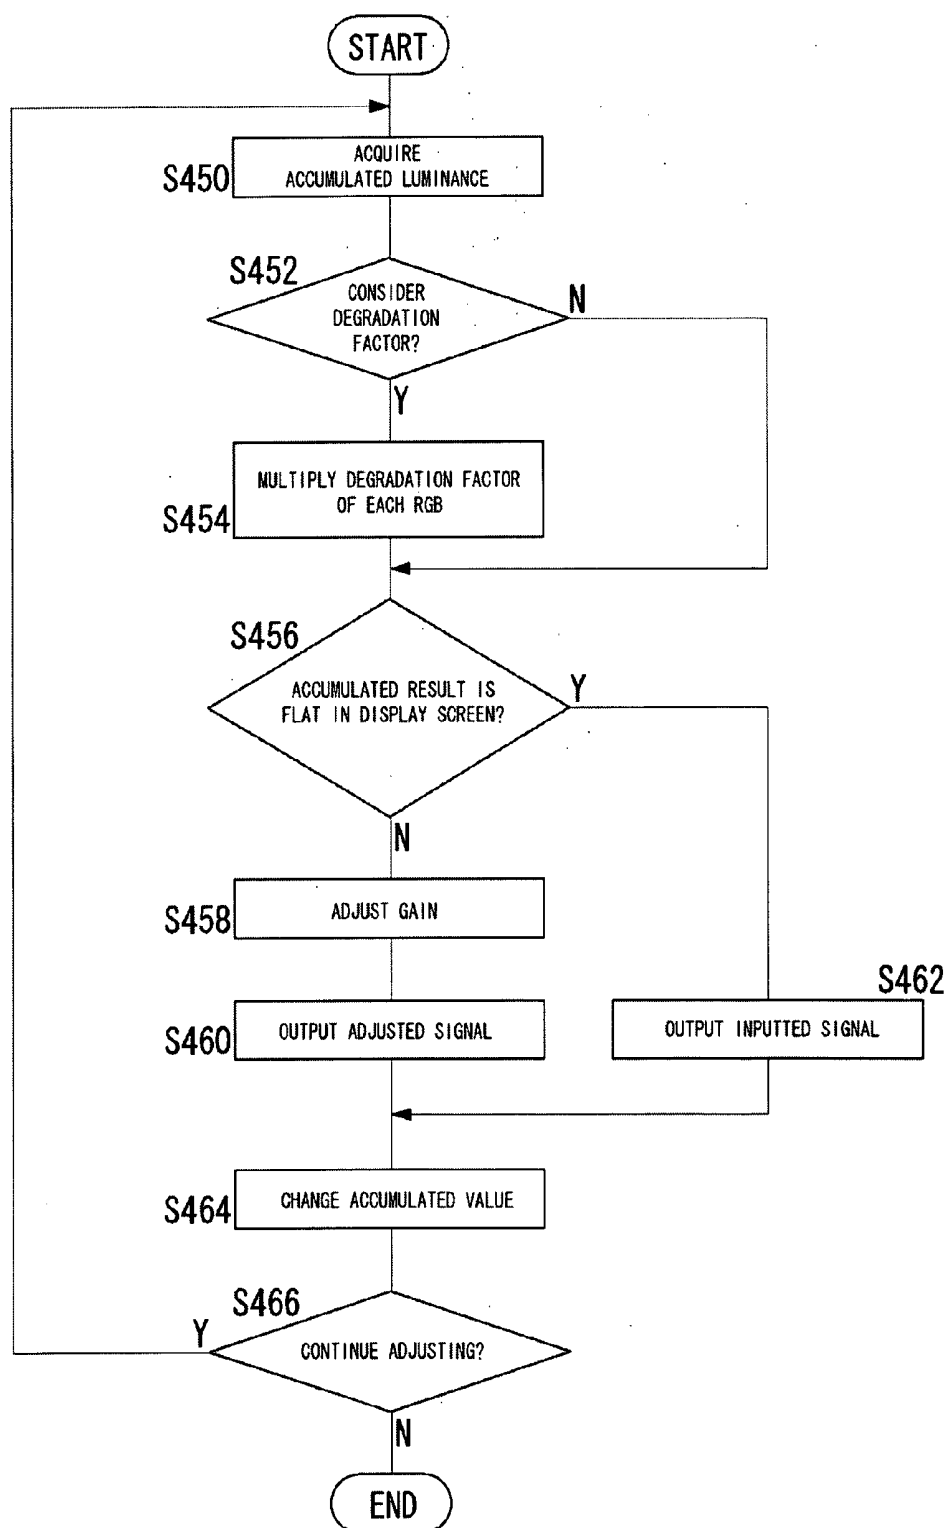 START
ACQUIRE
ACCUMULATED LUMINANCE
S450
S452
CONSIDER
DEGRADATION
FACTOR?
N
Y
MULTIPLY DEGRADATION FACTOR
OF EACH RGB
S454
S456
ACCUMULATED RESULT IS
FLAT IN DISPLAY SCREEN?
Y
N
ADJUST GAIN
S458
S462
OUTPUT ADJUSTED SIGNAL
S460
OUTPUT INPUTTED SIGNAL
CHANGE ACCUMULATED VALUE
S464
S466
Y
CONTINUE ADJUSTING?
N
END